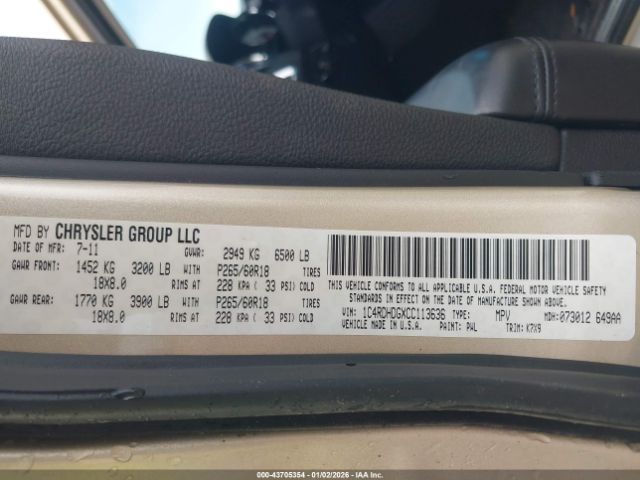 MFD BY CHRYSLER GROUP LLC
DATE OF MFR: 7-11 GVWR: 2949 KG 6500 LB
GAWR FRONT: 1452 KG 3200 LB WITH P265/60R18 TIRES
18X8.0 RIMS AT 228 KPA ( 33 PSI) COLD
GAWR REAR: 1770 KG 3900 LB WITH P265/60R18 TIRES
18X8.0 RIMS AT 228 KPA ( 33 PSI) COLD
THIS VEHICLE CONFORMS TO ALL APPLICABLE U.S.A. FEDERAL MOTOR VEHICLE SAFETY
STANDARDS IN EFFECT ON THE DATE OF MANUFACTURE SHOWN ABOVE.
VIN: 1C4RDHDGXCC113636 TYPE: MPV MDH: 073012 649AA
VEHICLE MADE IN U.S.A. PAINT: PWL TRIM: K7X9
000-43705354 - 01/02/2026 - IAA Inc.